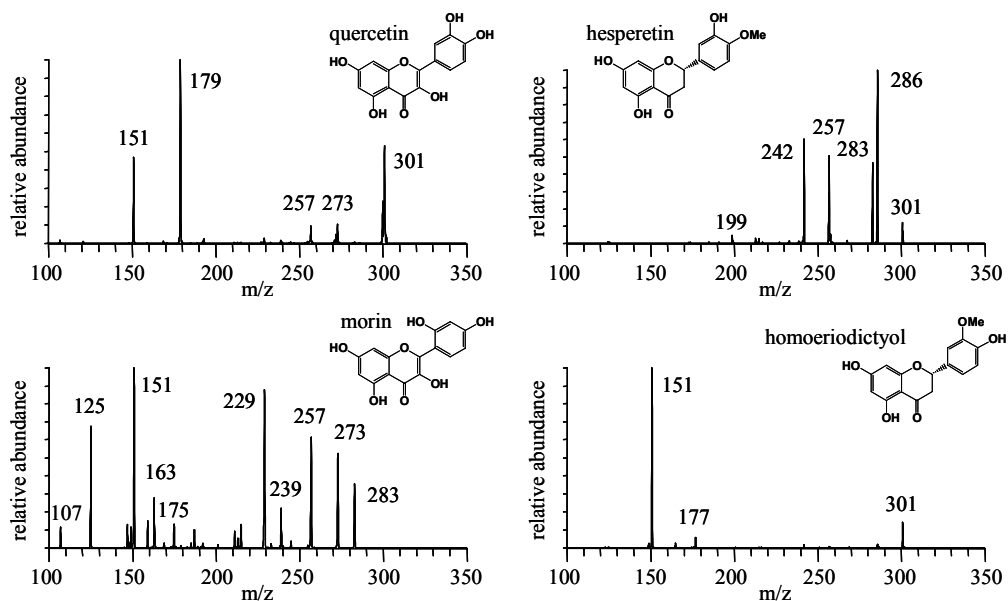 quercetin
OH
OH
HO
O
OH
OH
O
relative abundance
151
179
257
273
301
100
150
200
250
300
350
m/z
hesperetin
OH
OMe
HO
O
OH
O
relative abundance
199
242
257
283
286
301
100
150
200
250
300
350
m/z
morin
HO
OH
HO
O
OH
OH
O
relative abundance
107
125
151
163
175
229
239
257
273
283
100
150
200
250
300
350
m/z
homoeriodictyol
OMe
OH
HO
O
OH
O
relative abundance
151
177
301
100
150
200
250
300
350
m/z